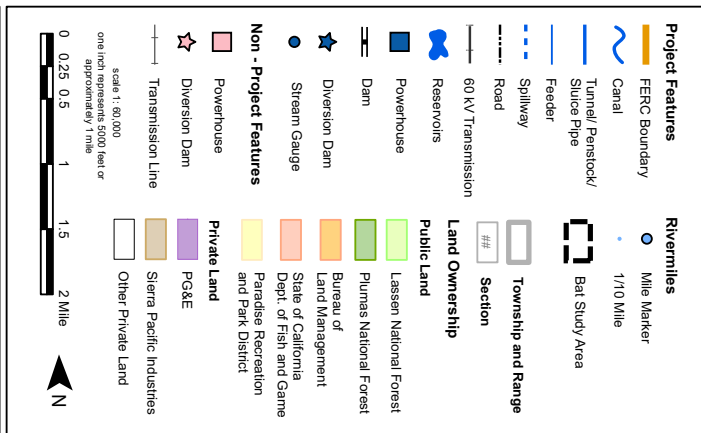 Project Features
FERC Boundary
Canal
Tunnel/ Penstock/
Sluice Pipe
Feeder
Spillway
Road
60 kV Transmission
Reservoirs
Powerhouse
Dam
Diversion Dam
Stream Gauge
Non - Project Features
Powerhouse
Diversion Dam
Transmission Line
Rivermiles
Mile Marker
1/10 Mile
Bat Study Area
Township and Range
##
Section
Land Ownership
Public Land
Lassen National Forest
Plumas National Forest
Bureau of
Land Management
State of California
Dept. of Fish and Game
Paradise Recreation
and Park District
Private Land
PG&E
Sierra Pacific Industries
Other Private Land
scale 1: 60,000
one inch represents 5000 feet or
approximately 1 mile
0 0.25 0.5 1 1.5 2 Mile
N